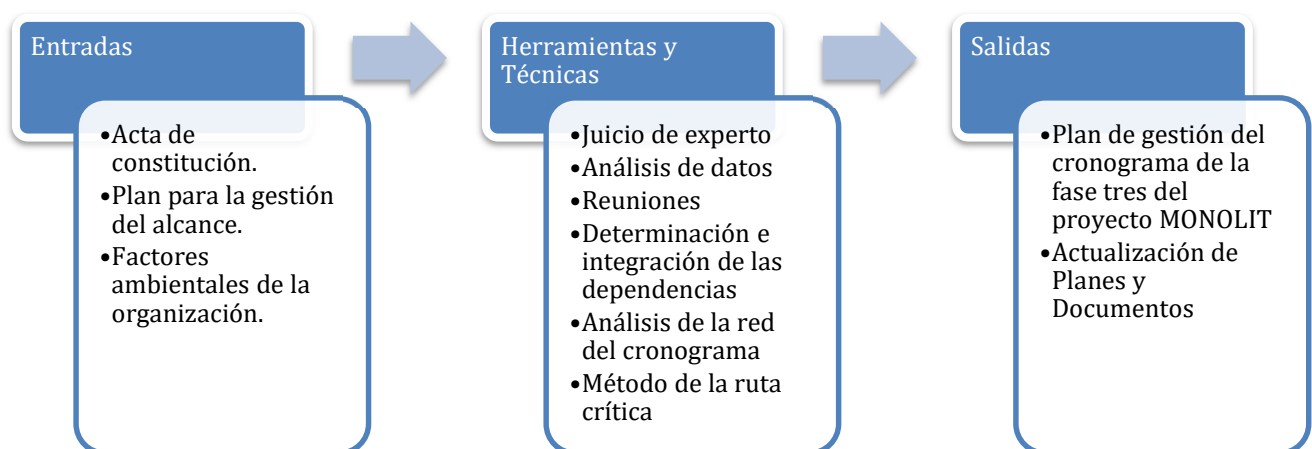 Entradas
•Acta de
constitución.
•Plan para la gestión
del alcance.
•Factores
ambientales de la
organización.
Herramientas y
Técnicas
•Juicio de experto
•Análisis de datos
•Reuniones
•Determinación e
integración de las
dependencias
•Análisis de la red
del cronograma
•Método de la ruta
crítica
Salidas
•Plan de gestión del
cronograma de la
fase tres del
proyecto MONOLIT
•Actualización de
Planes y
Documentos